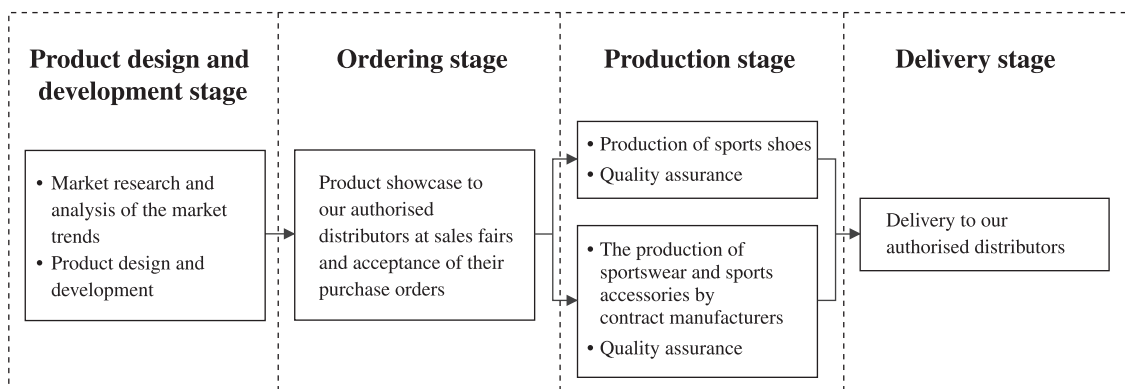 Product design and
development stage
Ordering stage
Production stage
Delivery stage
• Market research and
analysis of the market
trends
• Product design and
development
Product showcase to
our authorised
distributors at sales fairs
and acceptance of their
purchase orders
• Production of sports shoes
• Quality assurance
• The production of
sportswear and sports
accessories by
contract manufacturers
• Quality assurance
Delivery to our
authorised distributors